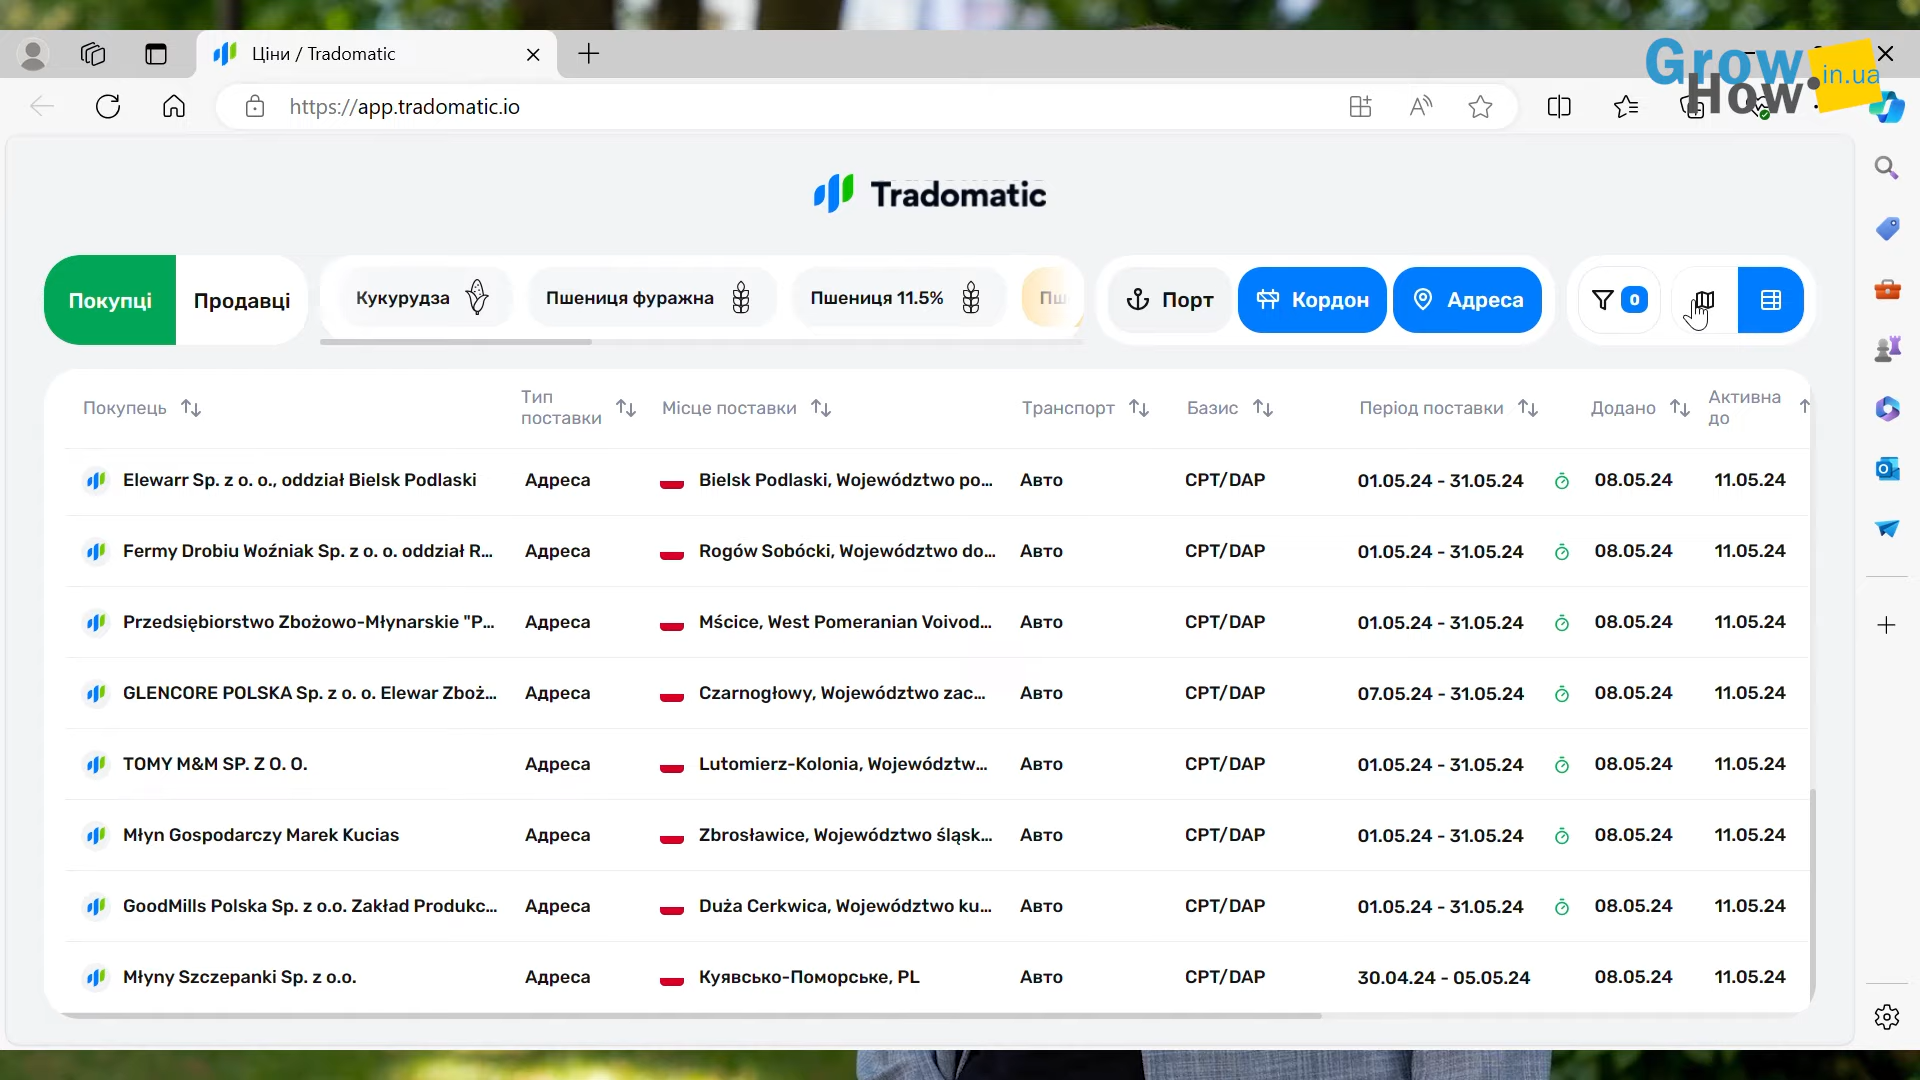 Ціни / Tradomatic
Grow
How
in.ua
https://app.tradomatic.io
Tradomatic
Покупці
Продавці
Кукурудза
Пшениця фуражна
Пшениця 11.5%
Пш
Порт
Кордон
Адреса
0
Покупець
Тип
поставки
Місце поставки
Транспорт
Базис
Період поставки
Додано
Активна
до
Elewarr Sp. z o. o., oddział Bielsk Podlaski Адреса Bielsk Podlaski, Województwo po... Авто CPT/DAP 01.05.24 - 31.05.24 08.05.24 11.05.24
Fermy Drobiu Woźniak Sp. z o. o. oddział R... Адреса Rogów Sobócki, Województwo do... Авто CPT/DAP 01.05.24 - 31.05.24 08.05.24 11.05.24
Przedsiębiorstwo Zbożowo-Młynarskie "P... Адреса Mścice, West Pomeranian Voivod... Авто CPT/DAP 01.05.24 - 31.05.24 08.05.24 11.05.24
GLENCORE POLSKA Sp. z o. o. Elewar Zboż... Адреса Czarnogłowy, Województwo zac... Авто CPT/DAP 07.05.24 - 31.05.24 08.05.24 11.05.24
TOMY M&M SP. Z O. O. Адреса Lutomierz-Kolonia, Województw... Авто CPT/DAP 01.05.24 - 31.05.24 08.05.24 11.05.24
Młyn Gospodarczy Marek Kucias Адреса Zbrosławice, Województwo śląsk... Авто CPT/DAP 01.05.24 - 31.05.24 08.05.24 11.05.24
GoodMills Polska Sp. z o.o. Zakład Produkc... Адреса Duża Cerkwica, Województwo ku... Авто CPT/DAP 01.05.24 - 31.05.24 08.05.24 11.05.24
Młyny Szczepanki Sp. z o.o. Адреса Куявсько-Поморське, PL Авто CPT/DAP 30.04.24 - 05.05.24 08.05.24 11.05.24